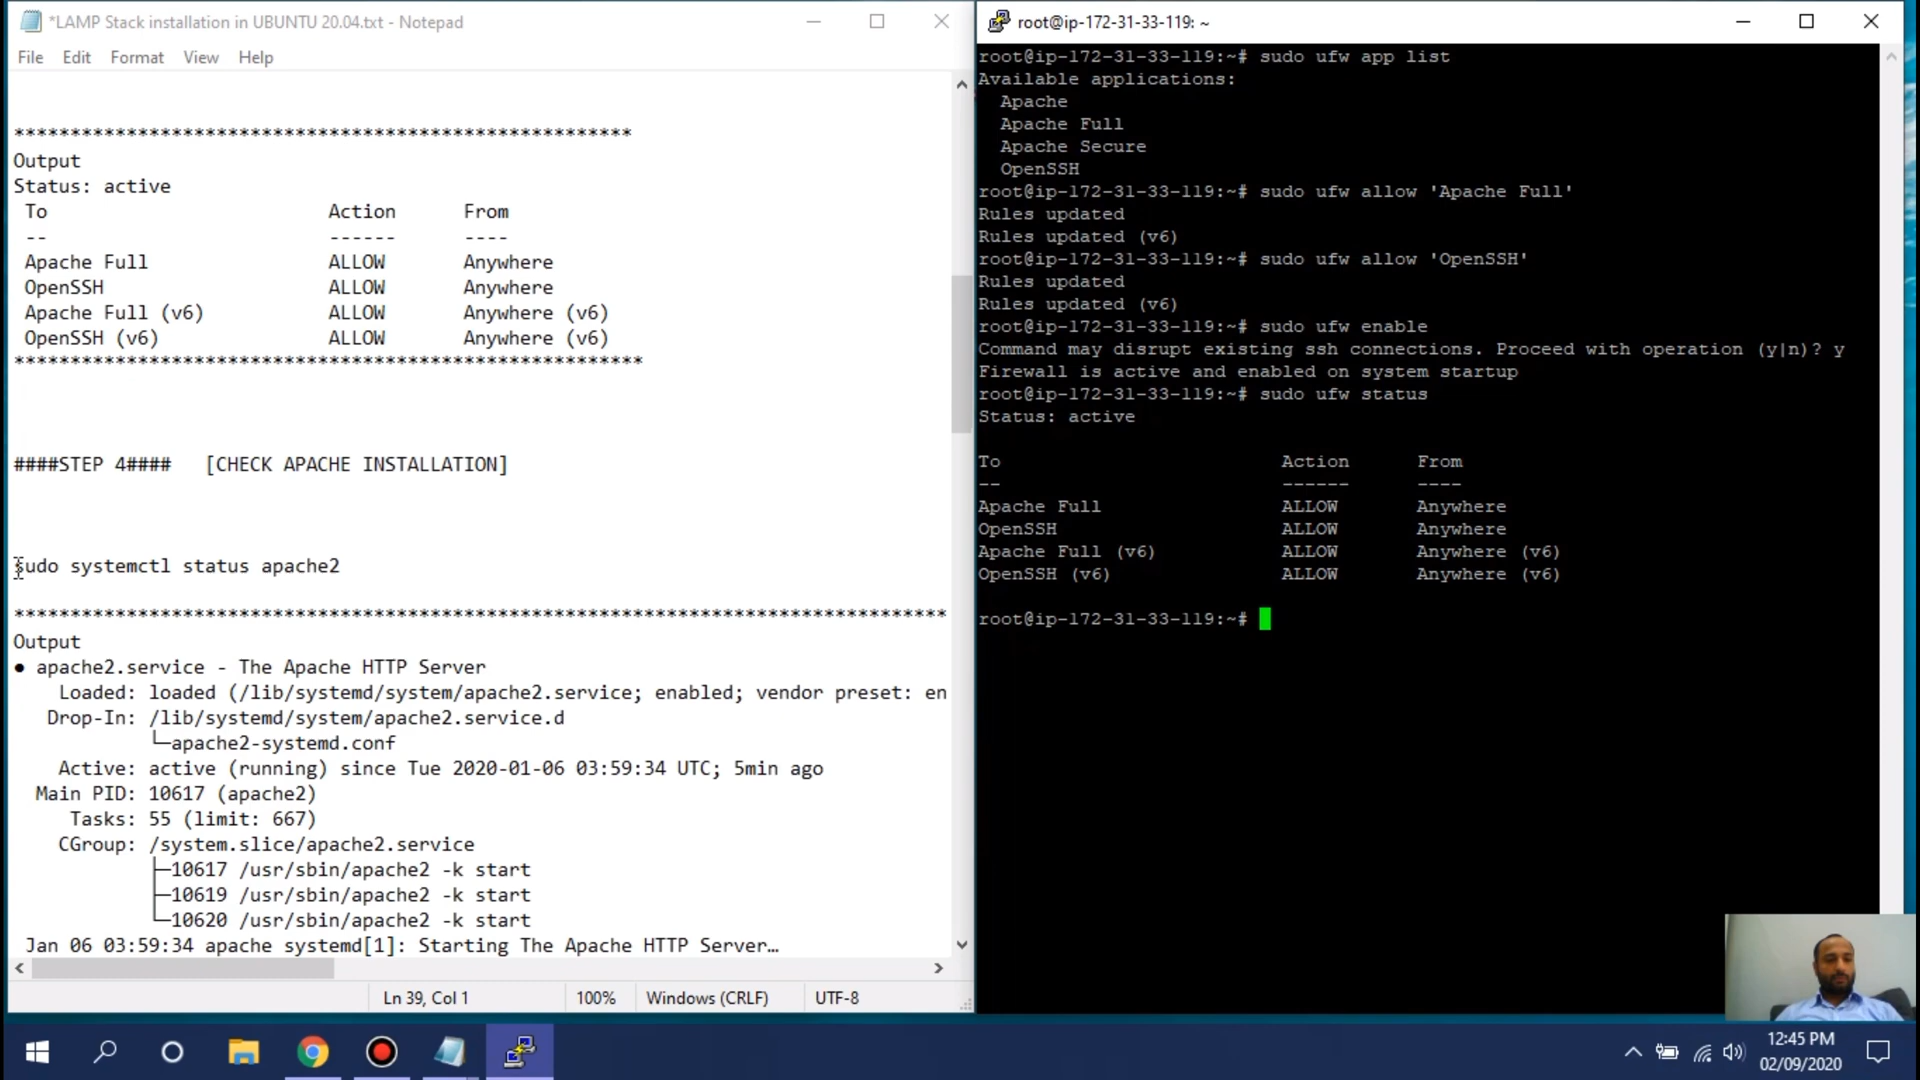 *LAMP Stack installation in UBUNTU 20.04.txt - Notepad
File Edit Format View Help
*******************************************************
Output
Status: active
To Action From
-- ------ ----
Apache Full ALLOW Anywhere
OpenSSH ALLOW Anywhere
Apache Full (v6) ALLOW Anywhere (v6)
OpenSSH (v6) ALLOW Anywhere (v6)
********************************************************
####STEP 4#### [CHECK APACHE INSTALLATION]
sudo systemctl status apache2
***********************************************************************************
Output
● apache2.service - The Apache HTTP Server
Loaded: loaded (/lib/systemd/system/apache2.service; enabled; vendor preset: en
Drop-In: /lib/systemd/system/apache2.service.d
└─apache2-systemd.conf
Active: active (running) since Tue 2020-01-06 03:59:34 UTC; 5min ago
Main PID: 10617 (apache2)
Tasks: 55 (limit: 667)
CGroup: /system.slice/apache2.service
├─10617 /usr/sbin/apache2 -k start
├─10619 /usr/sbin/apache2 -k start
└─10620 /usr/sbin/apache2 -k start
Jan 06 03:59:34 apache systemd[1]: Starting The Apache HTTP Server…
Ln 39, Col 1 100% Windows (CRLF) UTF-8
root@ip-172-31-33-119: ~
root@ip-172-31-33-119:~# sudo ufw app list
Available applications:
Apache
Apache Full
Apache Secure
OpenSSH
root@ip-172-31-33-119:~# sudo ufw allow 'Apache Full'
Rules updated
Rules updated (v6)
root@ip-172-31-33-119:~# sudo ufw allow 'OpenSSH'
Rules updated
Rules updated (v6)
root@ip-172-31-33-119:~# sudo ufw enable
Command may disrupt existing ssh connections. Proceed with operation (y|n)? y
Firewall is active and enabled on system startup
root@ip-172-31-33-119:~# sudo ufw status
Status: active
To Action From
-- ------ ----
Apache Full ALLOW Anywhere
OpenSSH ALLOW Anywhere
Apache Full (v6) ALLOW Anywhere (v6)
OpenSSH (v6) ALLOW Anywhere (v6)
root@ip-172-31-33-119:~#
12:45 PM
02/09/2020